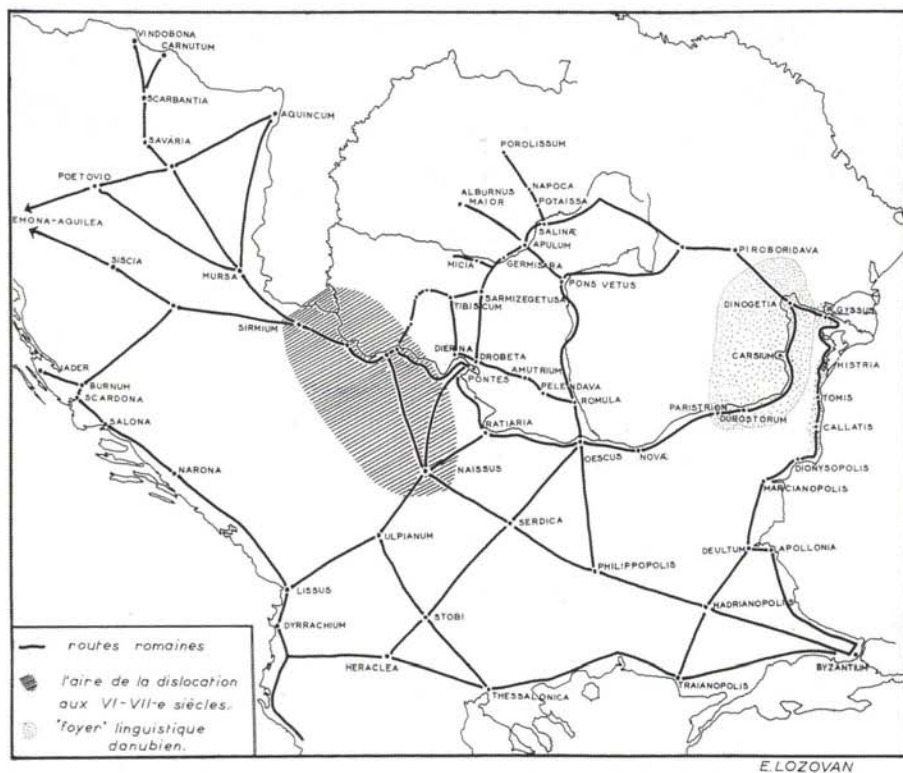 VINDOBONA
CARNUTUM
SCARBANTIA
AQUINCUM
SAVÁRIA
POROLISSUM
POETOVIO
NAPOCA
ALBURNUS
MAIOR
POTAISSA
EMONA-AQUILEA
SALINÆ
APULUM
PIROBORIDAVA
SISCIA
MICIA
GERMISARA
MURSA
PONS VETUS
SARMIZEGETUSA
TIBISCUM
DINOGETIA
GYSSUM
SIRMIUM
DIERNA
DROBETA
CARSIUM
HISTRIA
JADER
AMUTRIUM
PONTES
BURNUM
PELENDAVA
SCARDONA
ROMULA
PARISTRION
TOMIS
DUROSTORUM
SALONA
RATIARIA
CALLATIS
OESCUS
NOVÆ
NARONA
NAISSUS
DIONYSOPOLIS
MARCIANOPOLIS
SERDICA
ULPIANUM
DEULTUM
APOLLONIA
PHILIPPOPOLIS
LISSUS
HADRIANOPOLIS
STOBI
DYRRACHIUM
routes romaines
HERACLEA
BYZANTIUM
l'aire de la dislocation
aux VI-VII-e siècles.
TRAIANOPOLIS
THESSALONICA
"foyer" linguistique
danubien.
E.LOZOVAN